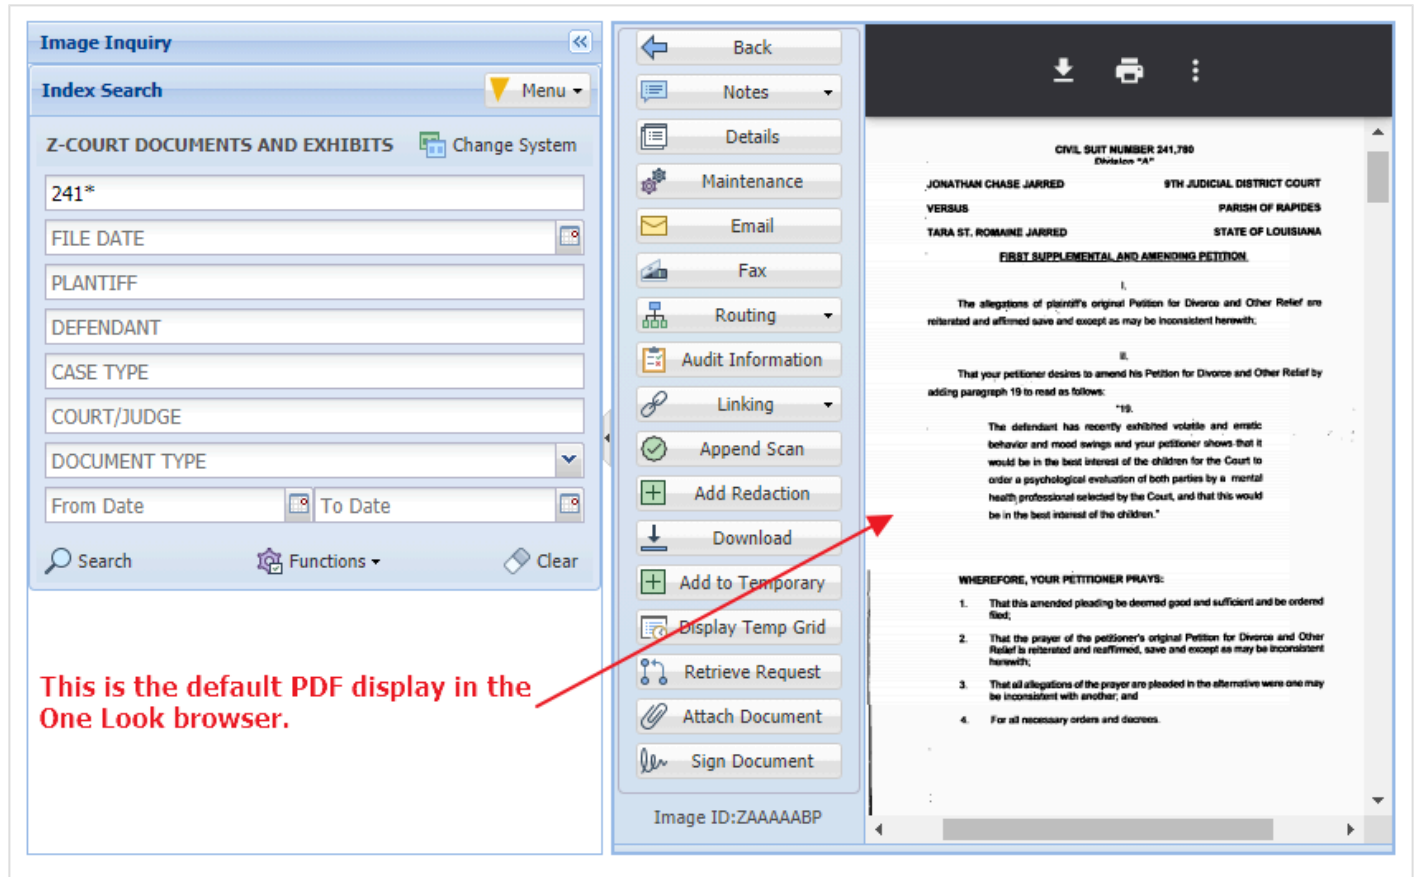 Image Inquiry
Index Search
Menu
Z-COURT DOCUMENTS AND EXHIBITS
Change System
241*
FILE DATE
PLANTIFF
DEFENDANT
CASE TYPE
COURT/JUDGE
DOCUMENT TYPE
From Date
To Date
Search
Functions
Clear
This is the default PDF display in the
One Look browser.
Back
Notes
Details
Maintenance
Email
Fax
Routing
Audit Information
Linking
Append Scan
Add Redaction
Download
Add to Temporary
Display Temp Grid
Retrieve Request
Attach Document
Sign Document
Image ID:ZAAAAABP
CIVIL SUIT NUMBER 241,780
Division "A"
JONATHAN CHASE JARRED 9TH JUDICIAL DISTRICT COURT
VERSUS PARISH OF RAPIDES
TARA ST. ROMAINE JARRED STATE OF LOUISIANA
FIRST SUPPLEMENTAL AND AMENDING PETITION
I.
The allegations of plaintiff's original Petition for Divorce and Other Relief are
reiterated and affirmed save and except as may be inconsistent herewith;
II.
That your petitioner desires to amend his Petition for Divorce and Other Relief by
adding paragraph 19 to read as follows:
"19.
The defendant has recently exhibited volatile and erratic
behavior and mood swings and your petitioner shows that it
would be in the best interest of the children for the Court to
order a psychological evaluation of both parties by a mental
health professional selected by the Court, and that this would
be in the best interest of the children."
WHEREFORE, YOUR PETITIONER PRAYS:
1. That this amended pleading be deemed good and sufficient and be ordered
filed;
2. That the prayer of the petitioner's original Petition for Divorce and Other
Relief is reiterated and reaffirmed, save and except as may be inconsistent
herewith;
3. That all allegations of the prayer are pleaded in the alternative were one may
be inconsistent with another; and
4. For all necessary orders and decrees.